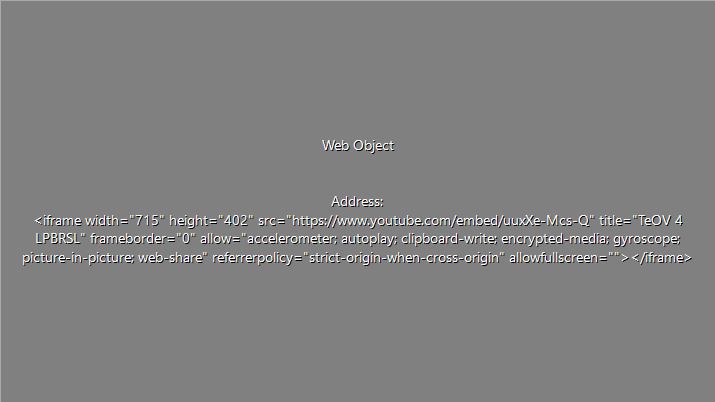 Web Object
Address:
<iframe width="715" height="402" src="https://www.youtube.com/embed/uuxXe-Mcs-Q" title="TeOV 4
LPBRSL" frameborder="0" allow="accelerometer; autoplay; clipboard-write; encrypted-media; gyroscope;
picture-in-picture; web-share" referrerpolicy="strict-origin-when-cross-origin" allowfullscreen=""></iframe>